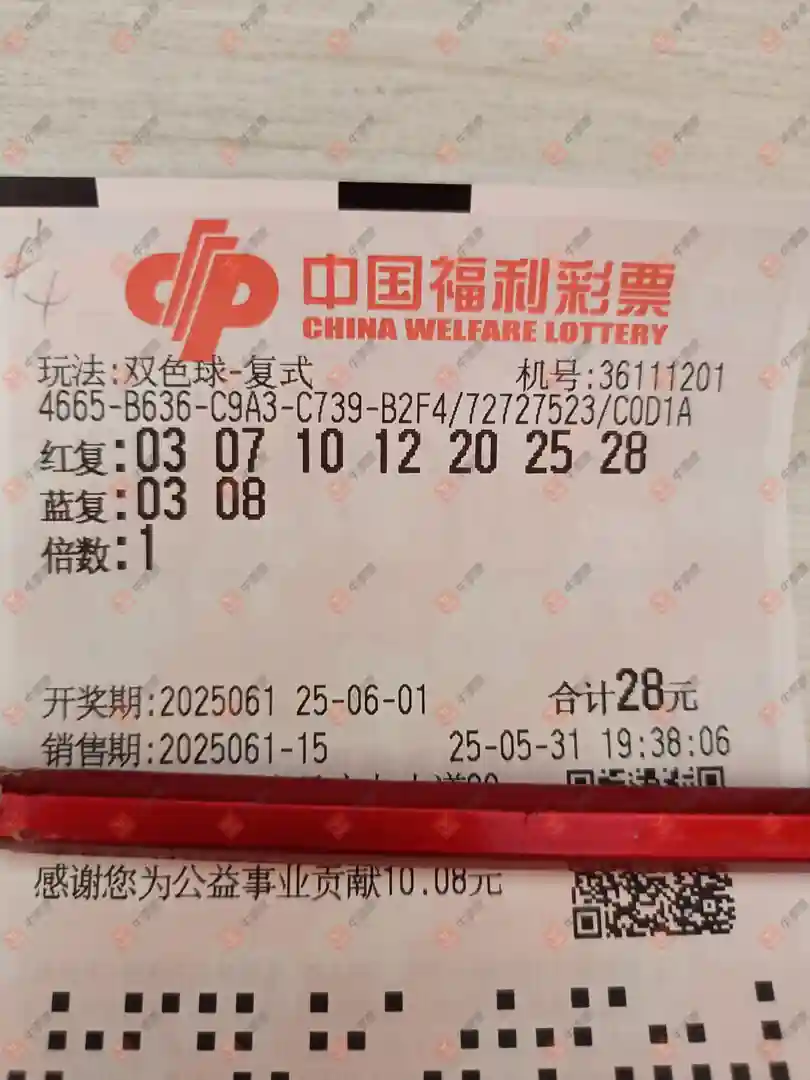 中国福利彩票
CHINA WELFARE LOTTERY
玩法:双色球-复式 机号:36111201
4665-B636-C9A3-C739-B2F4/72727523/C0D1A
红复:03 07 10 12 20 25 28
蓝复:03 08
倍数:1
开奖期:2025061 25-06-01 合计28元
销售期:2025061-15 25-05-31 19:38:06
感谢您为公益事业贡献10.08元